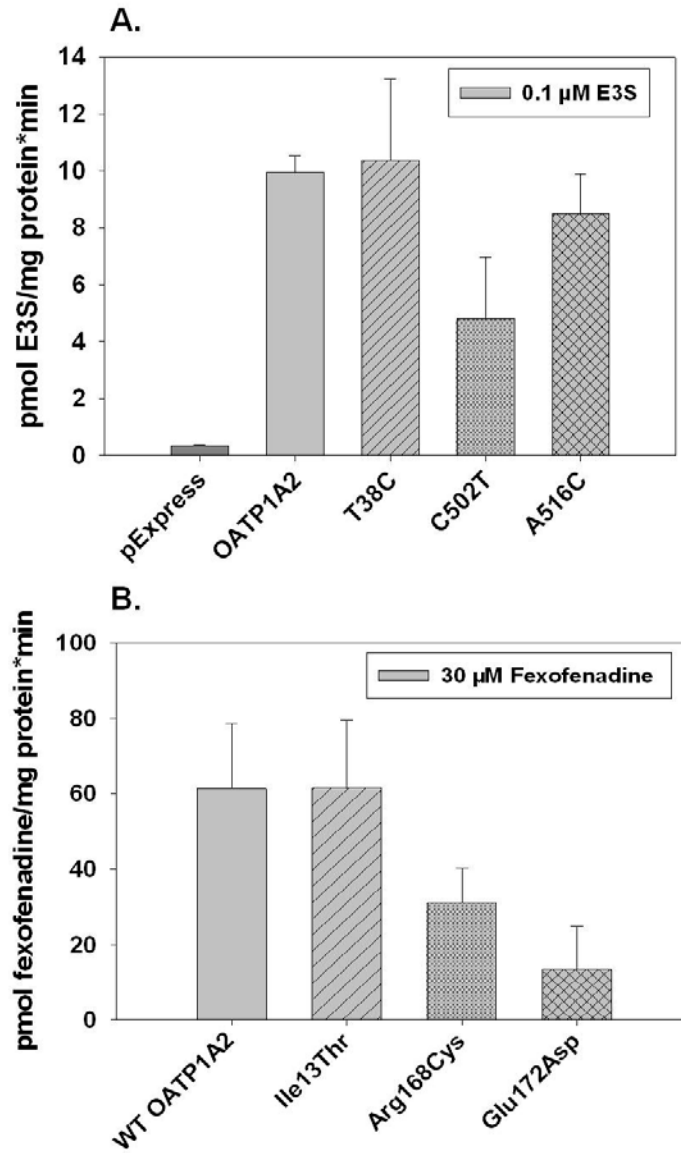 A.
14
12
10
8
6
4
2
0
pmol E3S/mg protein*min
0.1 µM E3S
pExpress
OATP1A2
T38C
C502T
A516C
B.
100
80
60
40
20
0
pmol fexofenadine/mg protein*min
30 µM Fexofenadine
WT OATP1A2
Ile13Thr
Arg168Cys
Glu172Asp